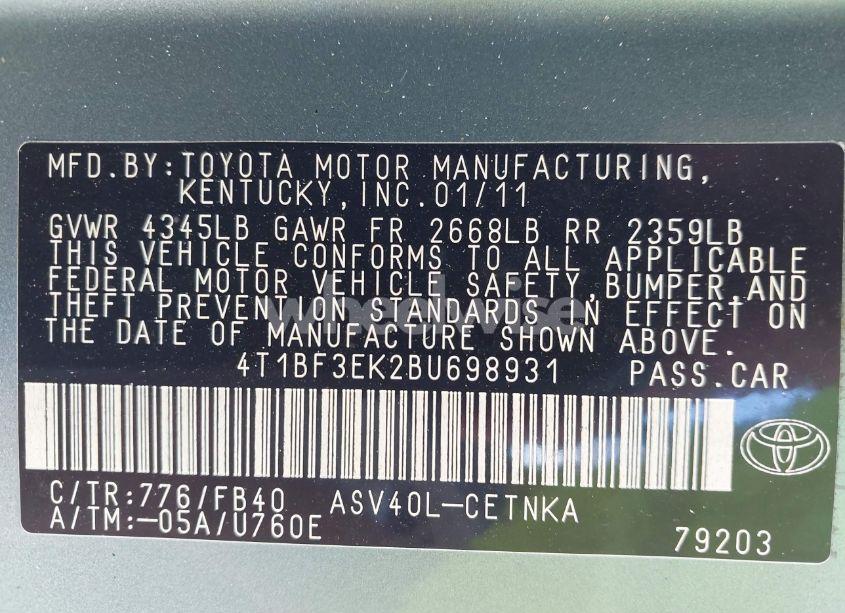 MFD.BY:TOYOTA MOTOR MANUFACTURING,
KENTUCKY,INC.01/11
GVWR 4345LB GAWR FR 2668LB RR 2359LB
THIS VEHICLE CONFORMS TO ALL APPLICABLE
FEDERAL MOTOR VEHICLE SAFETY,BUMPER,AND
THEFT PREVENTION STANDARDS IN EFFECT ON
THE DATE OF MANUFACTURE SHOWN ABOVE.
wheelwise
4T1BF3EK2BU698931 PASS.CAR
C/TR:776/FB40 ASV40L-CETNKA
A/TM:-05A/U760E
79203